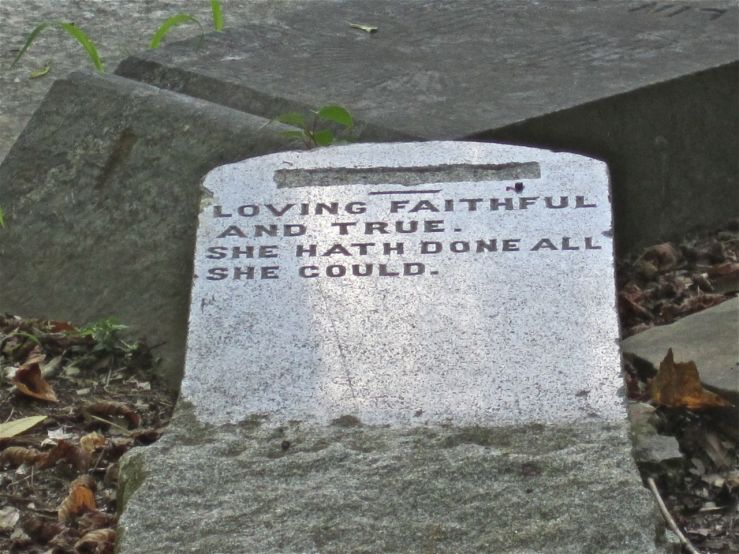 LOVING FAITHFUL
AND TRUE.
SHE HATH DONE ALL
SHE COULD.